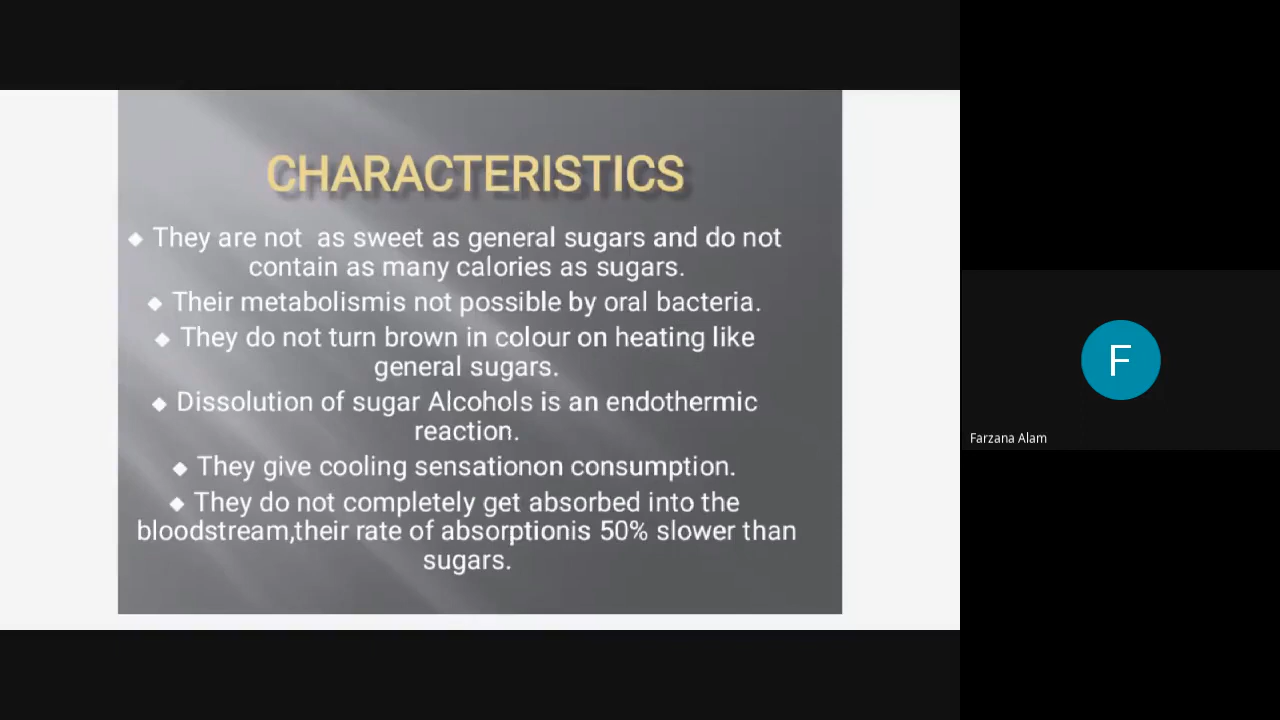 CHARACTERISTICS
◆ They are not as sweet as general sugars and do not
contain as many calories as sugars.
◆ Their metabolismis not possible by oral bacteria.
◆ They do not turn brown in colour on heating like
general sugars.
◆ Dissolution of sugar Alcohols is an endothermic
reaction.
◆ They give cooling sensationon consumption.
◆ They do not completely get absorbed into the
bloodstream,their rate of absorptionis 50% slower than
sugars.
F
Farzana Alam